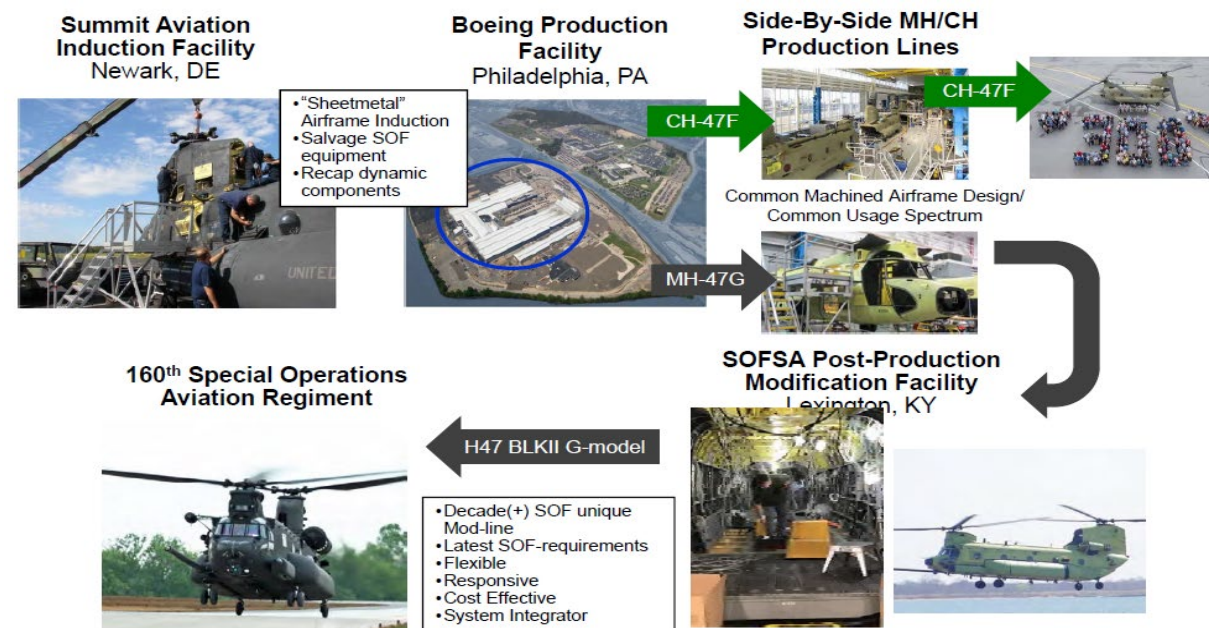 Summit Aviation
Induction Facility
Newark, DE
•"Sheetmetal"
Airframe Induction
•Salvage SOF
equipment
•Recap dynamic
components
Boeing Production
Facility
Philadelphia, PA
CH-47F
MH-47G
Side-By-Side MH/CH
Production Lines
CH-47F
Common Machined Airframe Design/
Common Usage Spectrum
SOFSA Post-Production
Modification Facility
Lexington, KY
H47 BLKII G-model
•Decade(+) SOF unique
Mod-line
•Latest SOF-requirements
•Flexible
•Responsive
•Cost Effective
•System Integrator
160th Special Operations
Aviation Regiment
UNITED